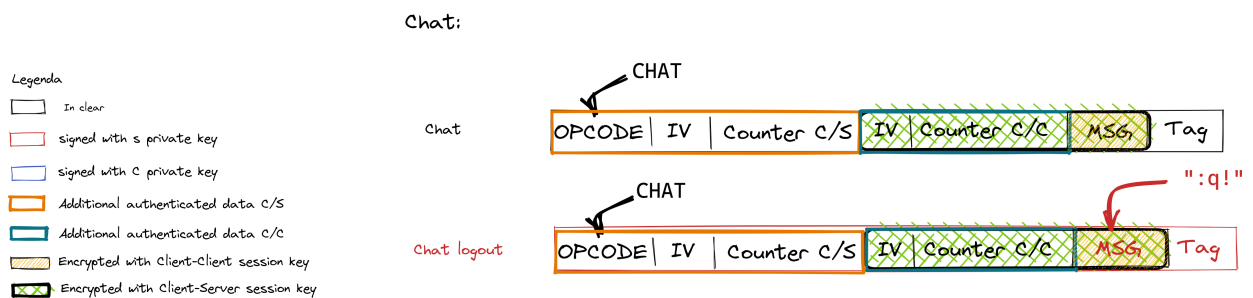 Chat:
Legenda
In clear
signed with s private key
signed with C private key
Additional authenticated data C/S
Additional authenticated data C/C
Encrypted with Client-Client session key
Encrypted with Client-Server session key
CHAT
Chat
OPCODE IV Counter C/S IV Counter C/C MSG Tag
":q!"
CHAT
Chat logout
OPCODE IV Counter C/S IV Counter C/C MSG Tag